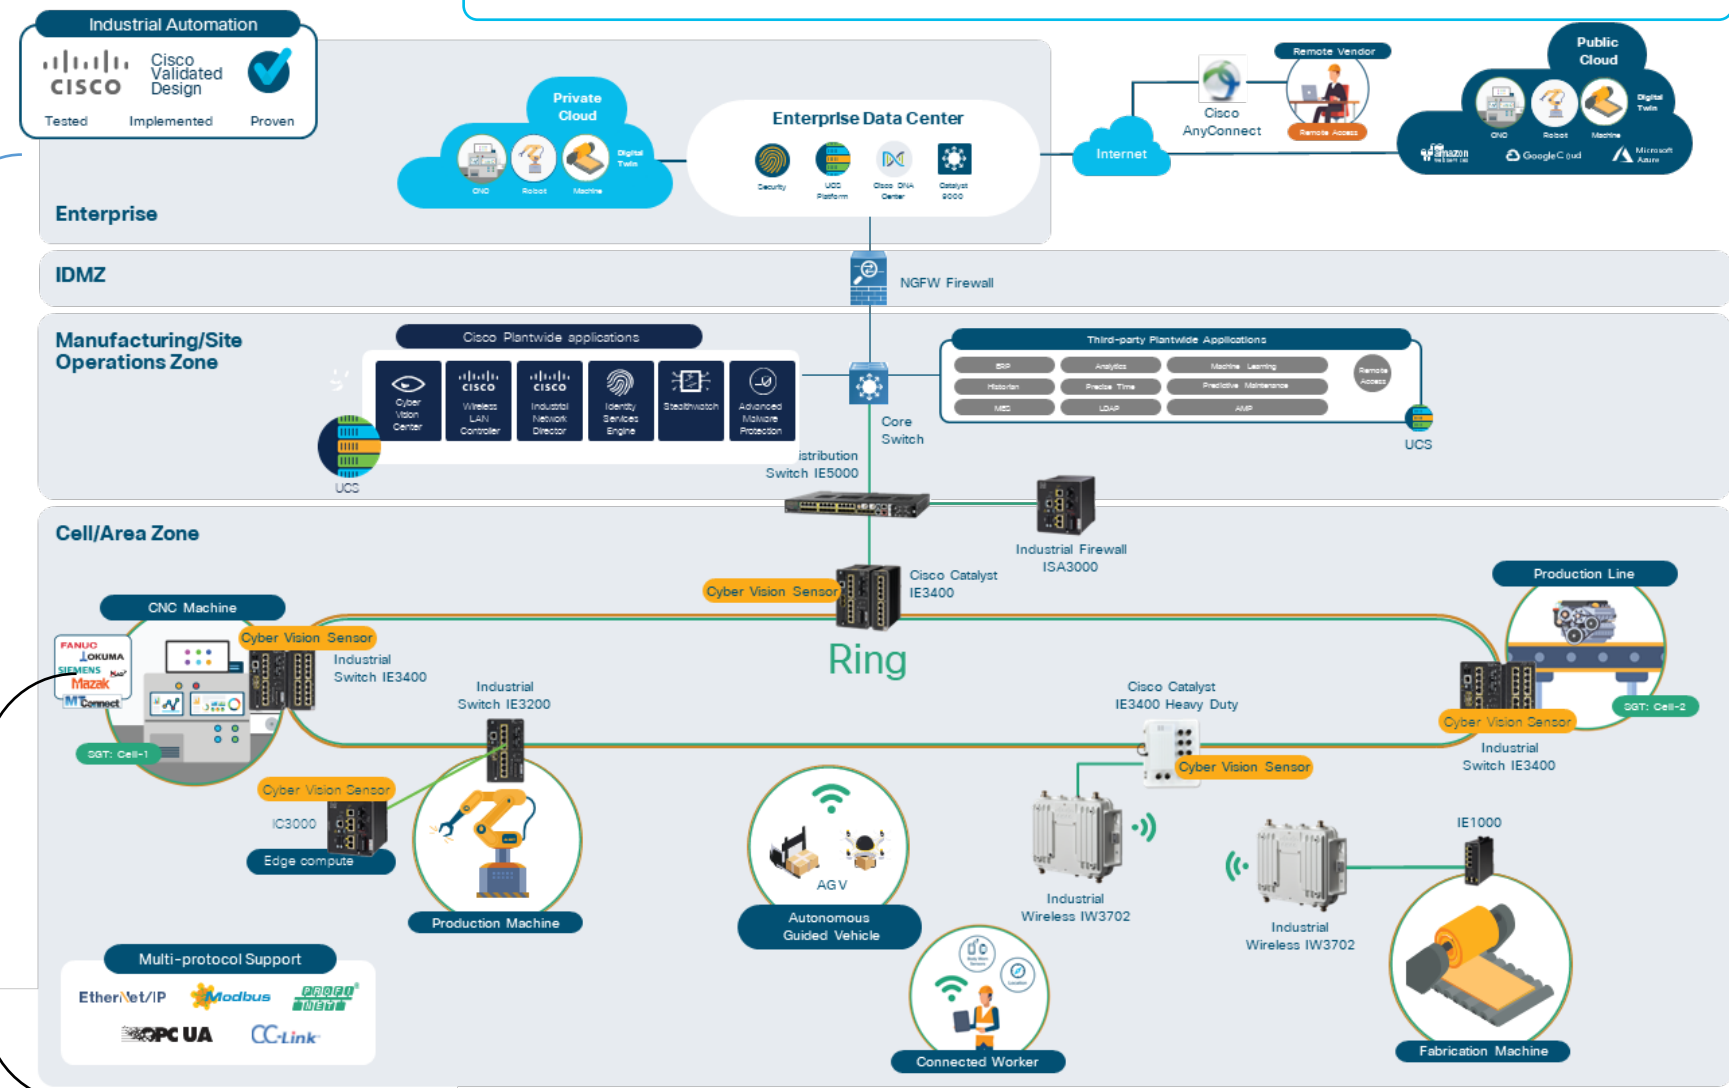 Industrial Automation
CISCO
Cisco
Validated
Design
Tested
Implemented
Proven
Private
Cloud
CNC
Robot
Machine
Digital
Twin
Enterprise Data Center
Security
UCS
Platform
Cisco DNA
Center
Catalyst
9000
Internet
Cisco
AnyConnect
Remote Vendor
Remote Access
Public
Cloud
CNC
Robot
Machine
Digital
Twin
amazon
Google Cloud
Microsoft
Azure
Enterprise
IDMZ
NGFW Firewall
Manufacturing/Site
Operations Zone
Cisco Plantwide applications
Cyber
Vision
Center
CISCO
Wireless
LAN
Controller
CISCO
Industrial
Network
Director
Identity
Services
Engine
Stealthwatch
Advanced
Malware
Protection
UCS
Core
Switch
Third-party Plantwide Applications
ERP
Analytics
Machine Learning
Historian
Precise Time
Predictive Maintenance
MES
LDAP
AMP
Remote
Access
UCS
istribution
Switch IE5000
Industrial Firewall
ISA3000
Cell/Area Zone
Cyber Vision Sensor
Cisco Catalyst
IE3400
Ring
CNC Machine
FANUC
OKUMA
SIEMENS
Mazak
MTConnect
SGT: Cell-1
Cyber Vision Sensor
Industrial
Switch IE3400
Industrial
Switch IE3200
Cyber Vision Sensor
IC3000
Edge compute
Production Machine
AGV
Autonomous
Guided Vehicle
Cisco Catalyst
IE3400 Heavy Duty
Cyber Vision Sensor
Industrial
Wireless IW3702
Industrial
Wireless IW3702
Production Line
SGT: Cell-2
Cyber Vision Sensor
Industrial
Switch IE3400
IE1000
Fabrication Machine
Location
Connected Worker
Multi-protocol Support
EtherNet/IP
Modbus
PROFI
NET
OPC UA
CC-Link